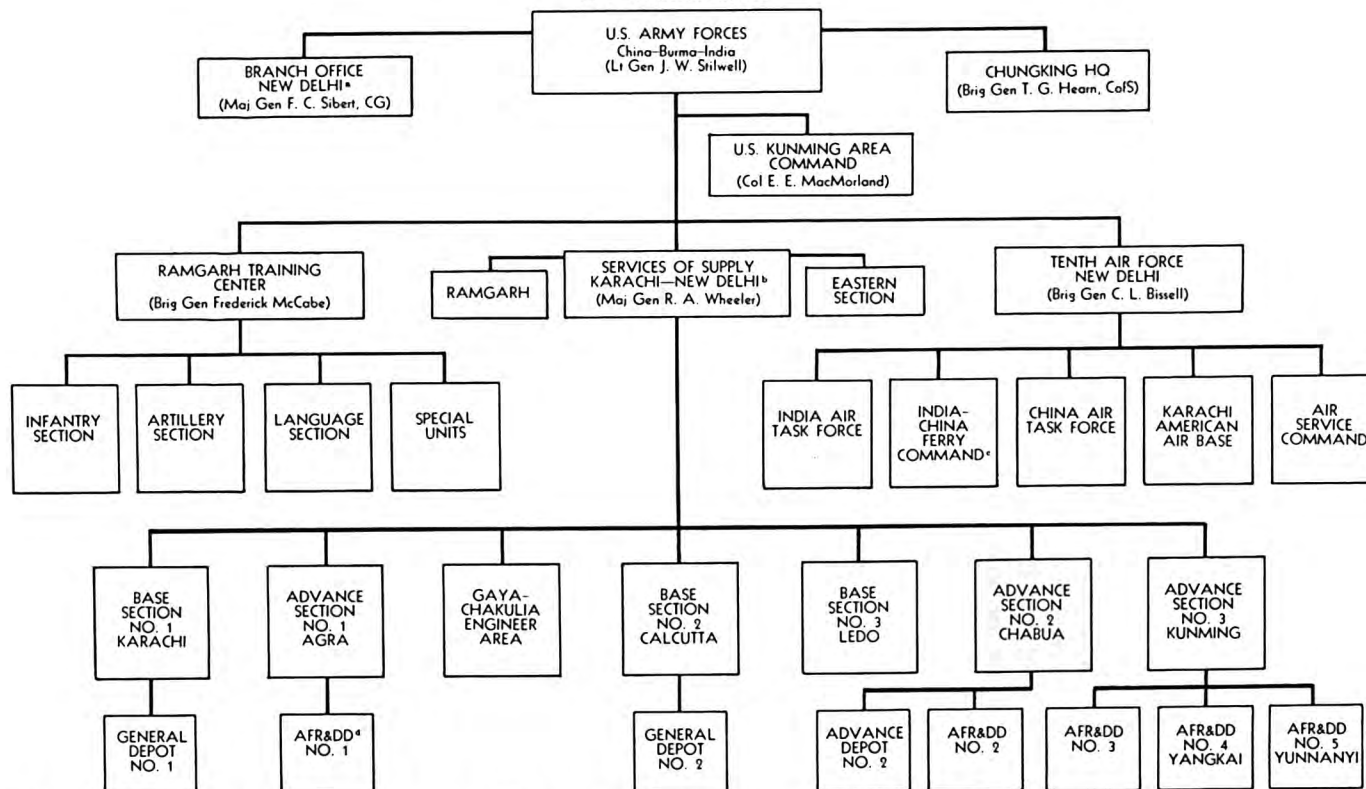 U.S. ARMY FORCES
China–Burma–India
(Lt Gen J. W. Stilwell)
BRANCH OFFICE
NEW DELHIᵃ
(Maj Gen F. C. Sibert, CG)
CHUNGKING HQ
(Brig Gen T. G. Hearn, CofS)
U.S. KUNMING AREA
COMMAND
(Col E. E. MacMorland)
RAMGARH TRAINING
CENTER
(Brig Gen Frederick McCabe)
RAMGARH
SERVICES OF SUPPLY
KARACHI—NEW DELHIᵇ
(Maj Gen R. A. Wheeler)
EASTERN
SECTION
TENTH AIR FORCE
NEW DELHI
(Brig Gen C. L. Bissell)
INFANTRY
SECTION
ARTILLERY
SECTION
LANGUAGE
SECTION
SPECIAL
UNITS
INDIA AIR
TASK FORCE
INDIA–
CHINA
FERRY
COMMANDᶜ
CHINA AIR
TASK FORCE
KARACHI
AMERICAN
AIR BASE
AIR
SERVICE
COMMAND
BASE
SECTION
NO. 1
KARACHI
ADVANCE
SECTION
NO. 1
AGRA
GAYA–
CHAKULIA
ENGINEER
AREA
BASE
SECTION
NO. 2
CALCUTTA
BASE
SECTION
NO. 3
LEDO
ADVANCE
SECTION
NO. 2
CHABUA
ADVANCE
SECTION
NO. 3
KUNMING
GENERAL
DEPOT
NO. 1
AFR&DDᵈ
NO. 1
GENERAL
DEPOT
NO. 2
ADVANCE
DEPOT
NO. 2
AFR&DD
NO. 2
AFR&DD
NO. 3
AFR&DD
NO. 4
YANGKAI
AFR&DD
NO. 5
YUNNANYI